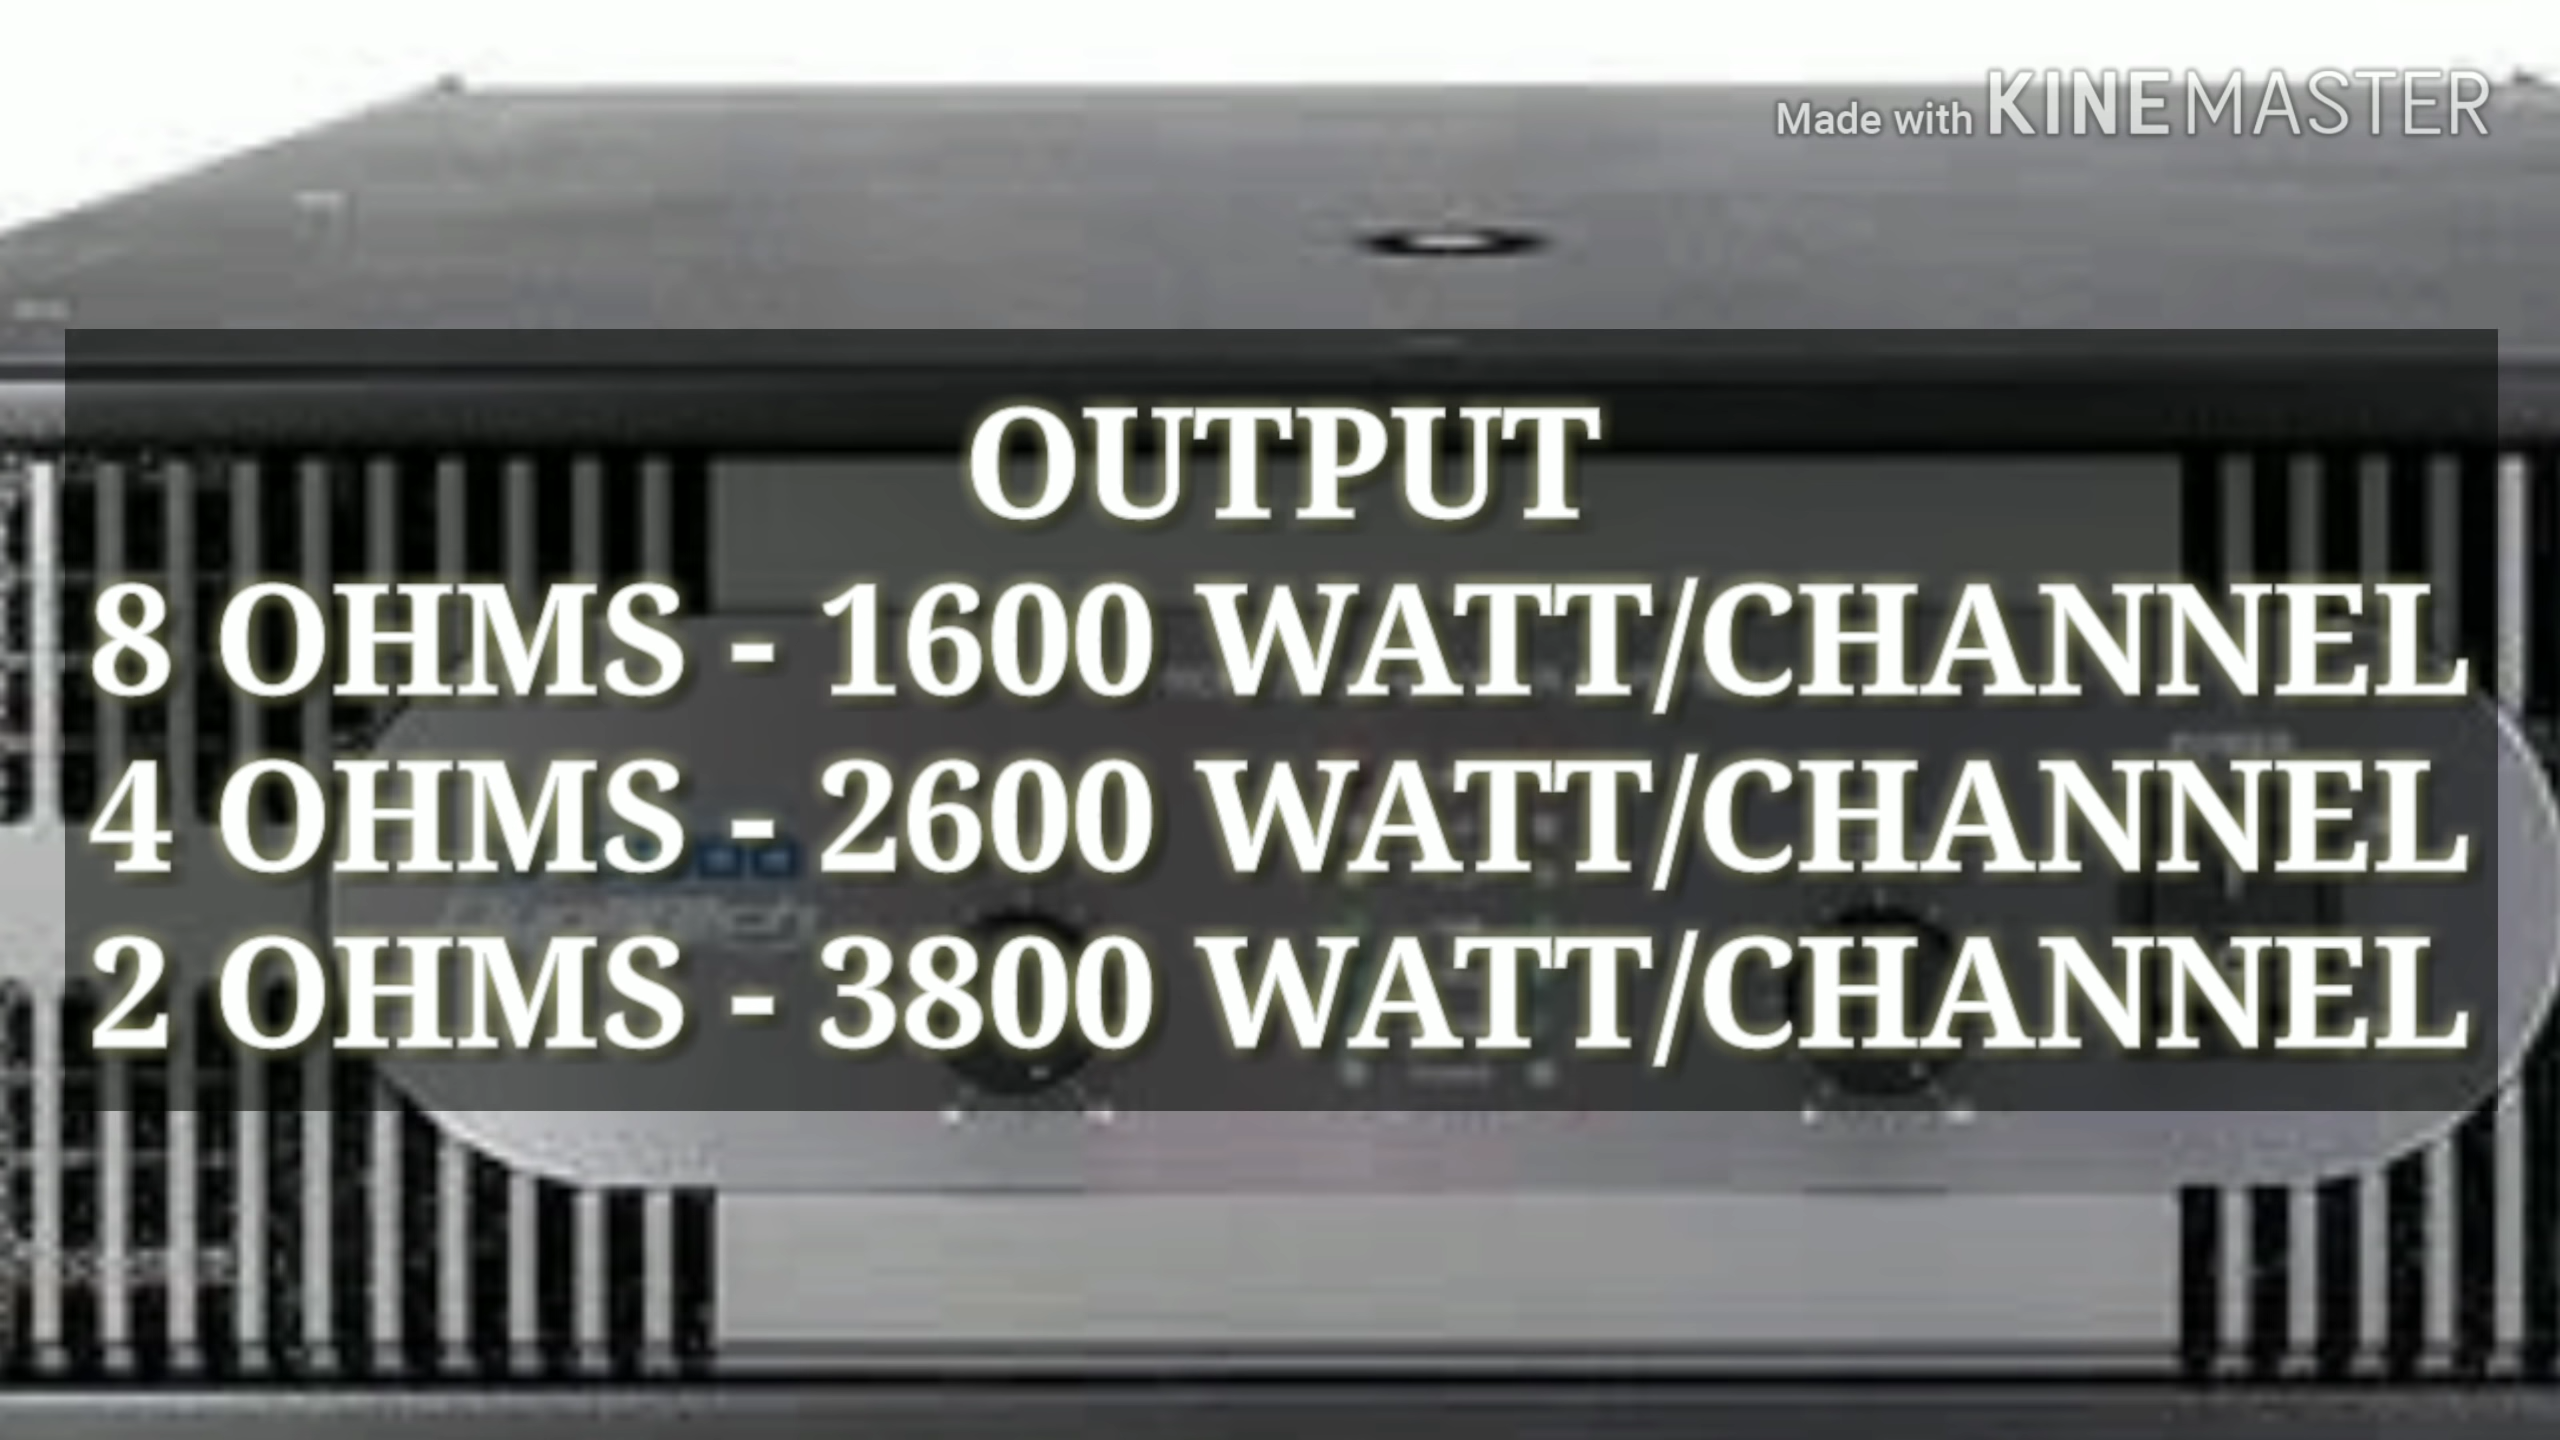 Made with KINEMASTER
OUTPUT
8 OHMS - 1600 WATT/CHANNEL
4 OHMS - 2600 WATT/CHANNEL
2 OHMS - 3800 WATT/CHANNEL